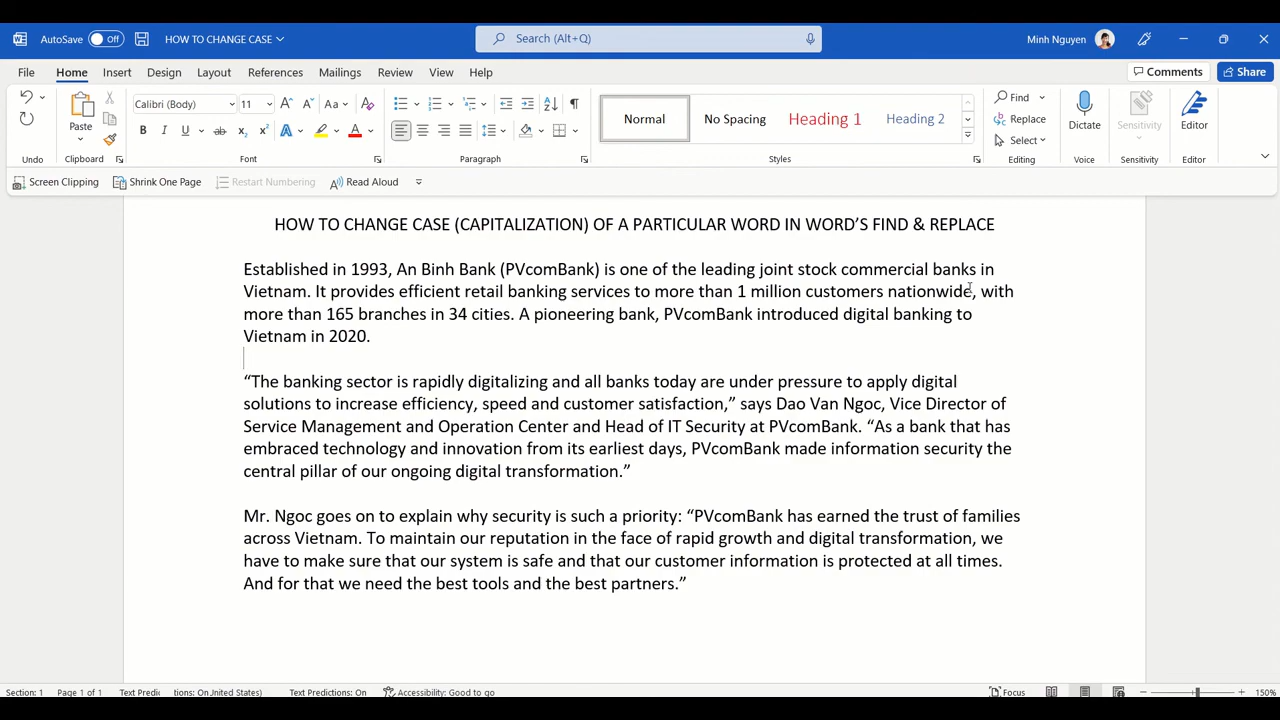 AutoSave Off HOW TO CHANGE CASE Search (Alt+Q) Minh Nguyen
File Home Insert Design Layout References Mailings Review View Help Comments Share
Paste Calibri (Body) 11 Aa Normal No Spacing Heading 1 Heading 2 Find Replace Select Dictate Sensitivity Editor
Undo Clipboard Font Paragraph Styles Editing Voice Sensitivity Editor
Screen Clipping Shrink One Page Restart Numbering Read Aloud
HOW TO CHANGE CASE (CAPITALIZATION) OF A PARTICULAR WORD IN WORD’S FIND & REPLACE
Established in 1993, An Binh Bank (PVcomBank) is one of the leading joint stock commercial banks in
Vietnam. It provides efficient retail banking services to more than 1 million customers nationwide, with
more than 165 branches in 34 cities. A pioneering bank, PVcomBank introduced digital banking to
Vietnam in 2020.
“The banking sector is rapidly digitalizing and all banks today are under pressure to apply digital
solutions to increase efficiency, speed and customer satisfaction,” says Dao Van Ngoc, Vice Director of
Service Management and Operation Center and Head of IT Security at PVcomBank. “As a bank that has
embraced technology and innovation from its earliest days, PVcomBank made information security the
central pillar of our ongoing digital transformation.”
Mr. Ngoc goes on to explain why security is such a priority: “PVcomBank has earned the trust of families
across Vietnam. To maintain our reputation in the face of rapid growth and digital transformation, we
have to make sure that our system is safe and that our customer information is protected at all times.
And for that we need the best tools and the best partners.”
Section: 1 Page 1 of 1 Text Predic tions: On United States) Text Predictions: On Accessibility: Good to go Focus 150%